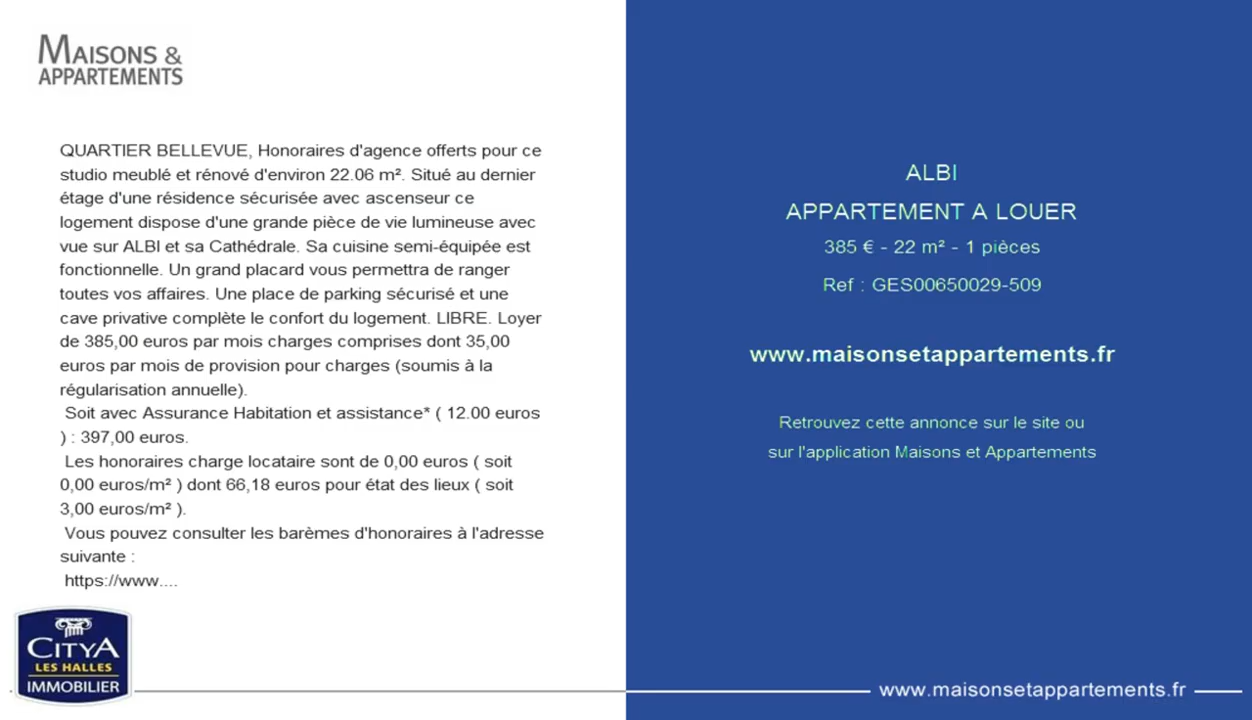 MAISONS &
APPARTEMENTS
QUARTIER BELLEVUE, Honoraires d'agence offerts pour ce
studio meublé et rénové d'environ 22.06 m². Situé au dernier
étage d'une résidence sécurisée avec ascenseur ce
logement dispose d'une grande pièce de vie lumineuse avec
vue sur ALBI et sa Cathédrale. Sa cuisine semi-équipée est
fonctionnelle. Un grand placard vous permettra de ranger
toutes vos affaires. Une place de parking sécurisé et une
cave privative complète le confort du logement. LIBRE. Loyer
de 385,00 euros par mois charges comprises dont 35,00
euros par mois de provision pour charges (soumis à la
régularisation annuelle).
Soit avec Assurance Habitation et assistance* ( 12.00 euros
) : 397,00 euros.
Les honoraires charge locataire sont de 0,00 euros ( soit
0,00 euros/m² ) dont 66,18 euros pour état des lieux ( soit
3,00 euros/m² ).
Vous pouvez consulter les barèmes d'honoraires à l'adresse
suivante :
https://www....
CITYA
LES HALLES
IMMOBILIER
ALBI
APPARTEMENT A LOUER
385 € - 22 m² - 1 pièces
Ref : GES00650029-509
www.maisonsetappartements.fr
Retrouvez cette annonce sur le site ou
sur l'application Maisons et Appartements
www.maisonsetappartements.fr